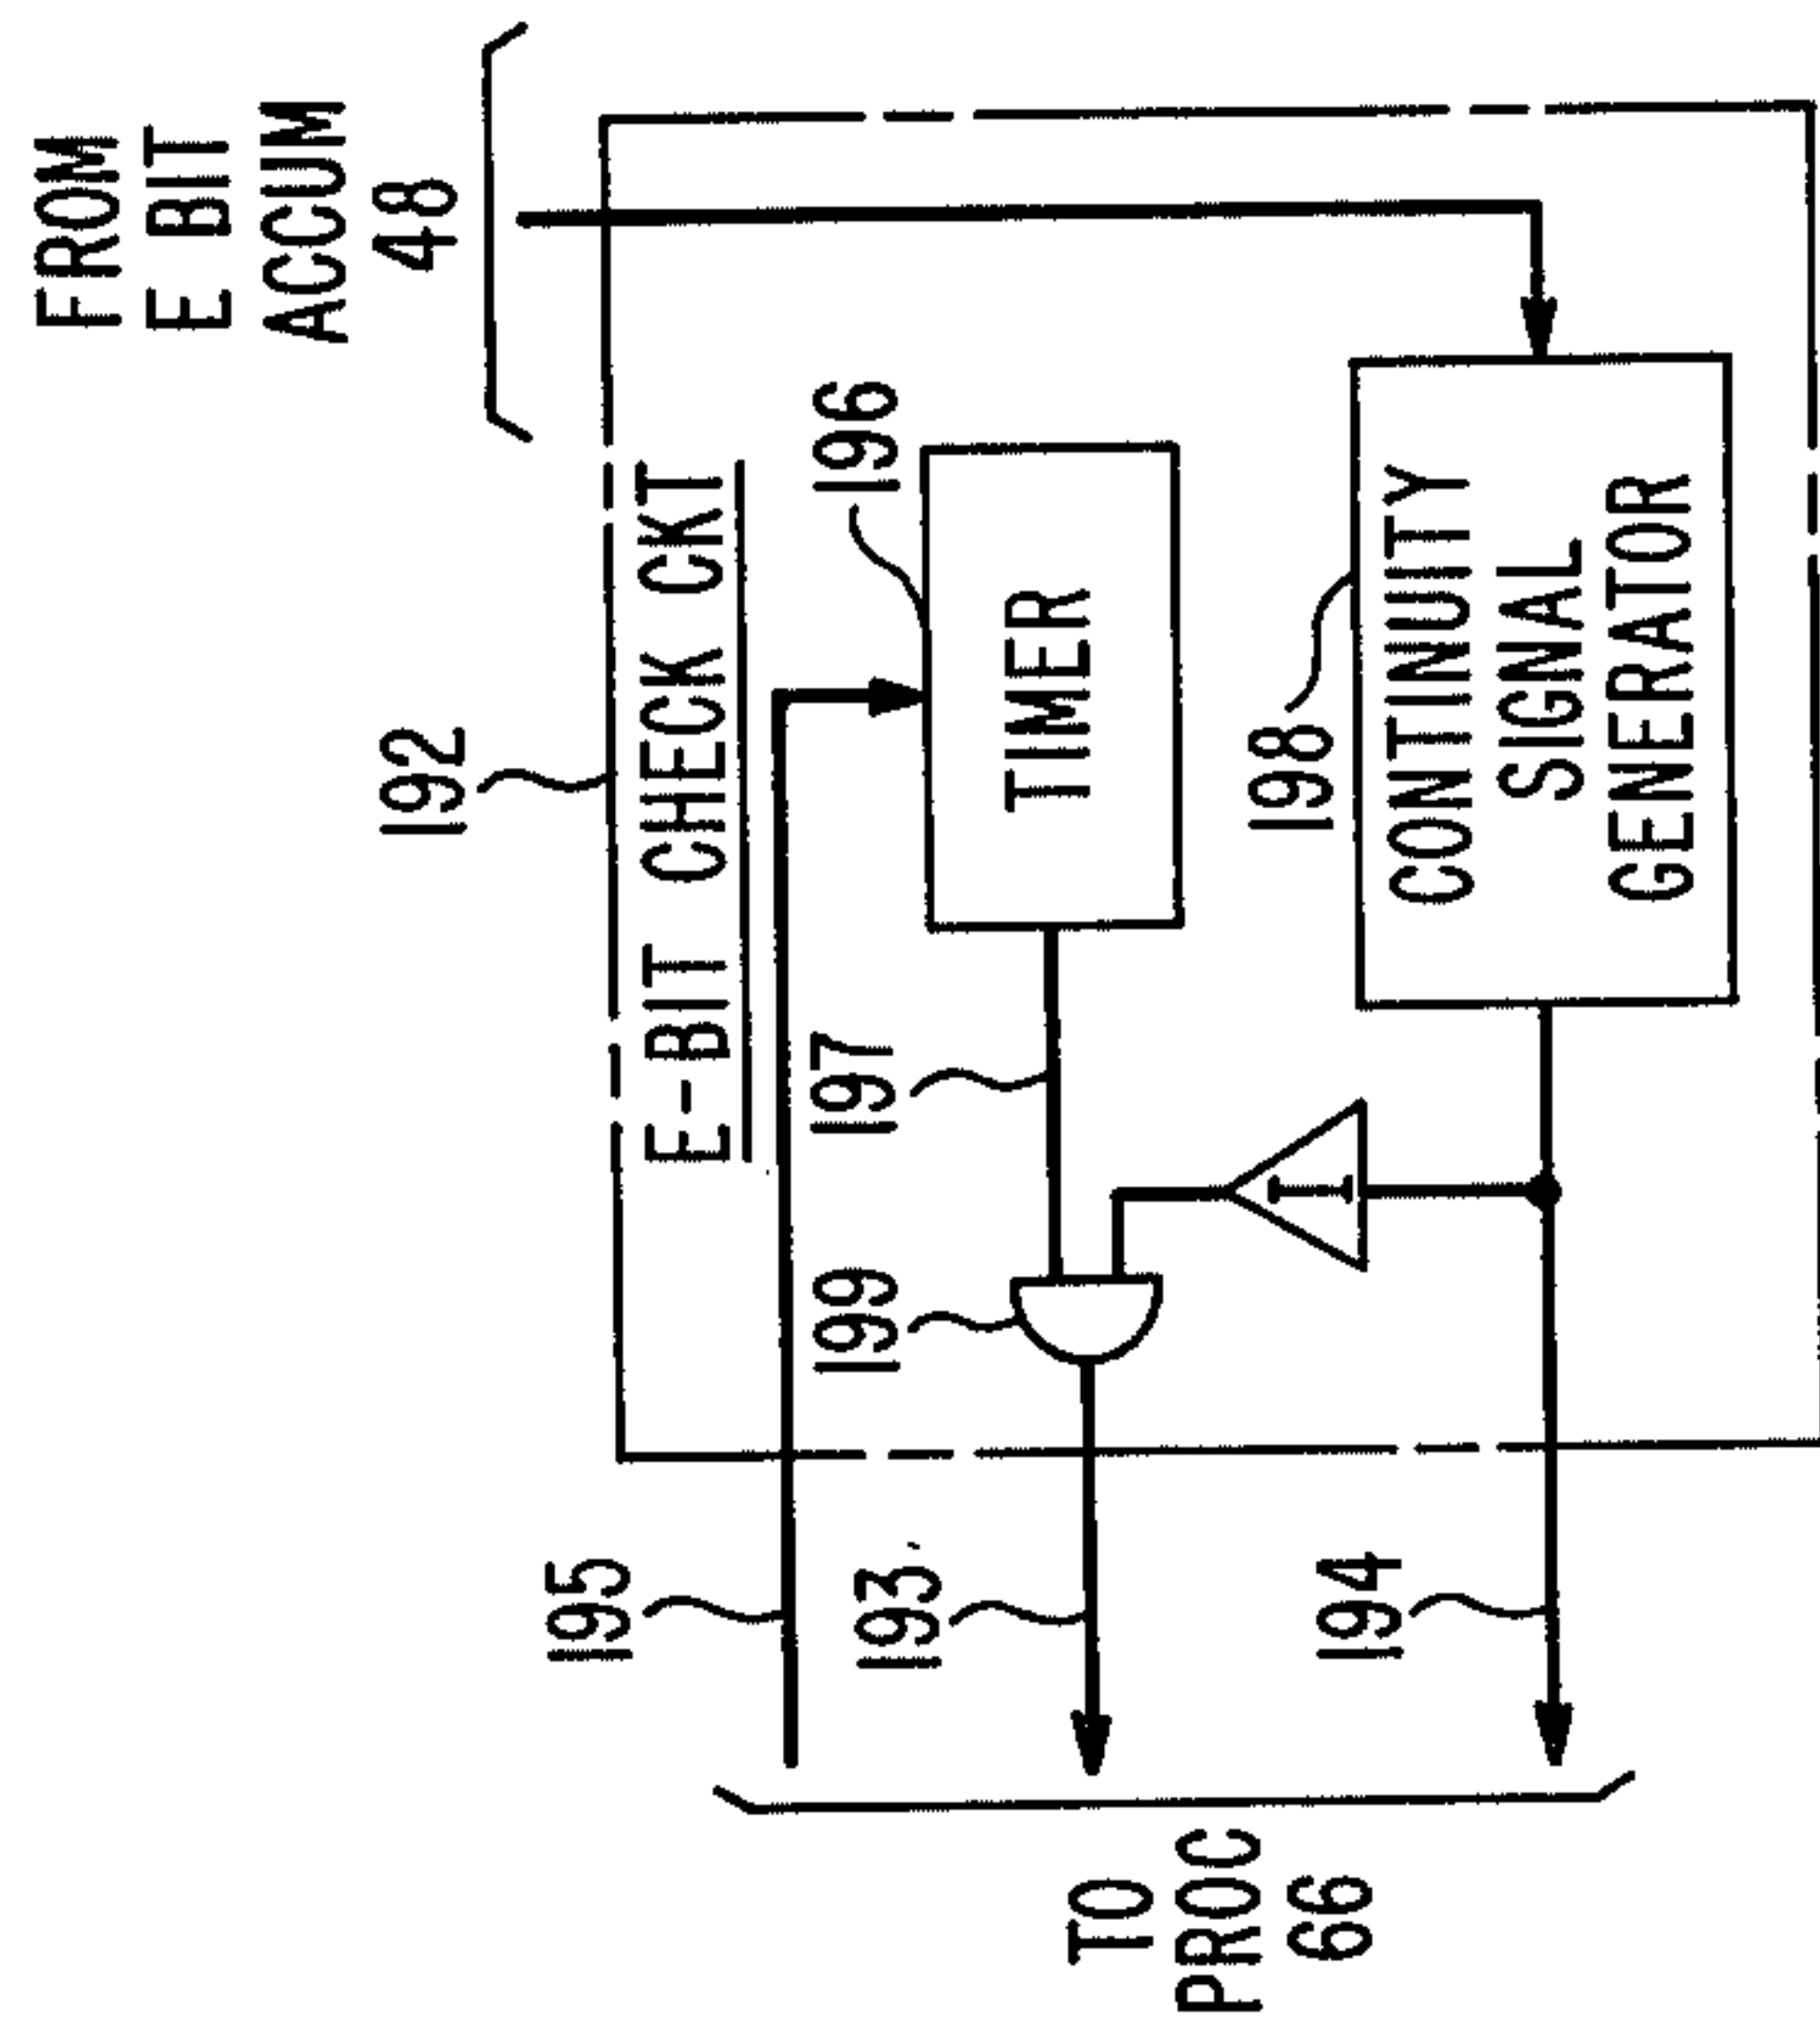 FROM
E BIT
ACCUM
48
192
E-BIT CHECK CKT
195
197
196
TIMER
199
193
I
198
CONTINUITY
SIGNAL
GENERATOR
194
TO
PROC
66